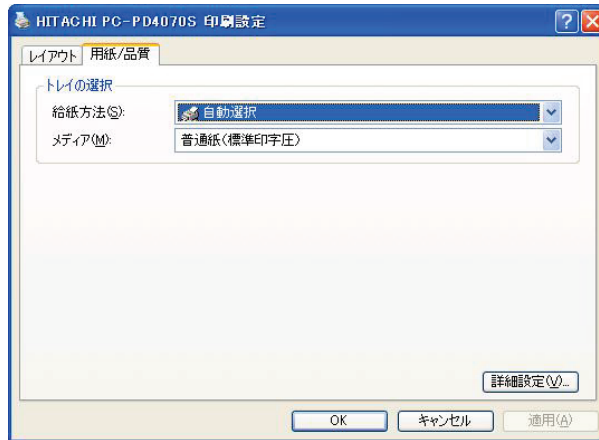 HITACHI PC-PD4070S 印刷設定
レイアウト 用紙/品質
トレイの選択
給紙方法(S): 自動選択
メディア(M): 普通紙(標準印字圧)
詳細設定(V)...
OK キャンセル 適用(A)